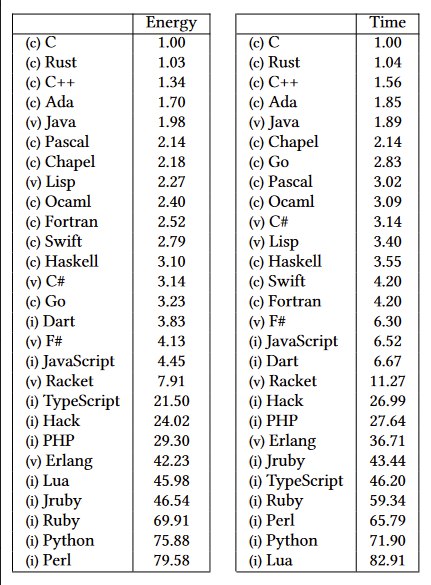 Energy
(c) C 1.00
(c) Rust 1.03
(c) C++ 1.34
(c) Ada 1.70
(v) Java 1.98
(c) Pascal 2.14
(c) Chapel 2.18
(v) Lisp 2.27
(c) Ocaml 2.40
(c) Fortran 2.52
(c) Swift 2.79
(c) Haskell 3.10
(v) C# 3.14
(c) Go 3.23
(i) Dart 3.83
(v) F# 4.13
(i) JavaScript 4.45
(v) Racket 7.91
(i) TypeScript 21.50
(i) Hack 24.02
(i) PHP 29.30
(v) Erlang 42.23
(i) Lua 45.98
(i) Jruby 46.54
(i) Ruby 69.91
(i) Python 75.88
(i) Perl 79.58
Time
(c) C 1.00
(c) Rust 1.04
(c) C++ 1.56
(c) Ada 1.85
(v) Java 1.89
(c) Chapel 2.14
(c) Go 2.83
(c) Pascal 3.02
(c) Ocaml 3.09
(v) C# 3.14
(v) Lisp 3.40
(c) Haskell 3.55
(c) Swift 4.20
(c) Fortran 4.20
(v) F# 6.30
(i) JavaScript 6.52
(i) Dart 6.67
(v) Racket 11.27
(i) Hack 26.99
(i) PHP 27.64
(v) Erlang 36.71
(i) Jruby 43.44
(i) TypeScript 46.20
(i) Ruby 59.34
(i) Perl 65.79
(i) Python 71.90
(i) Lua 82.91